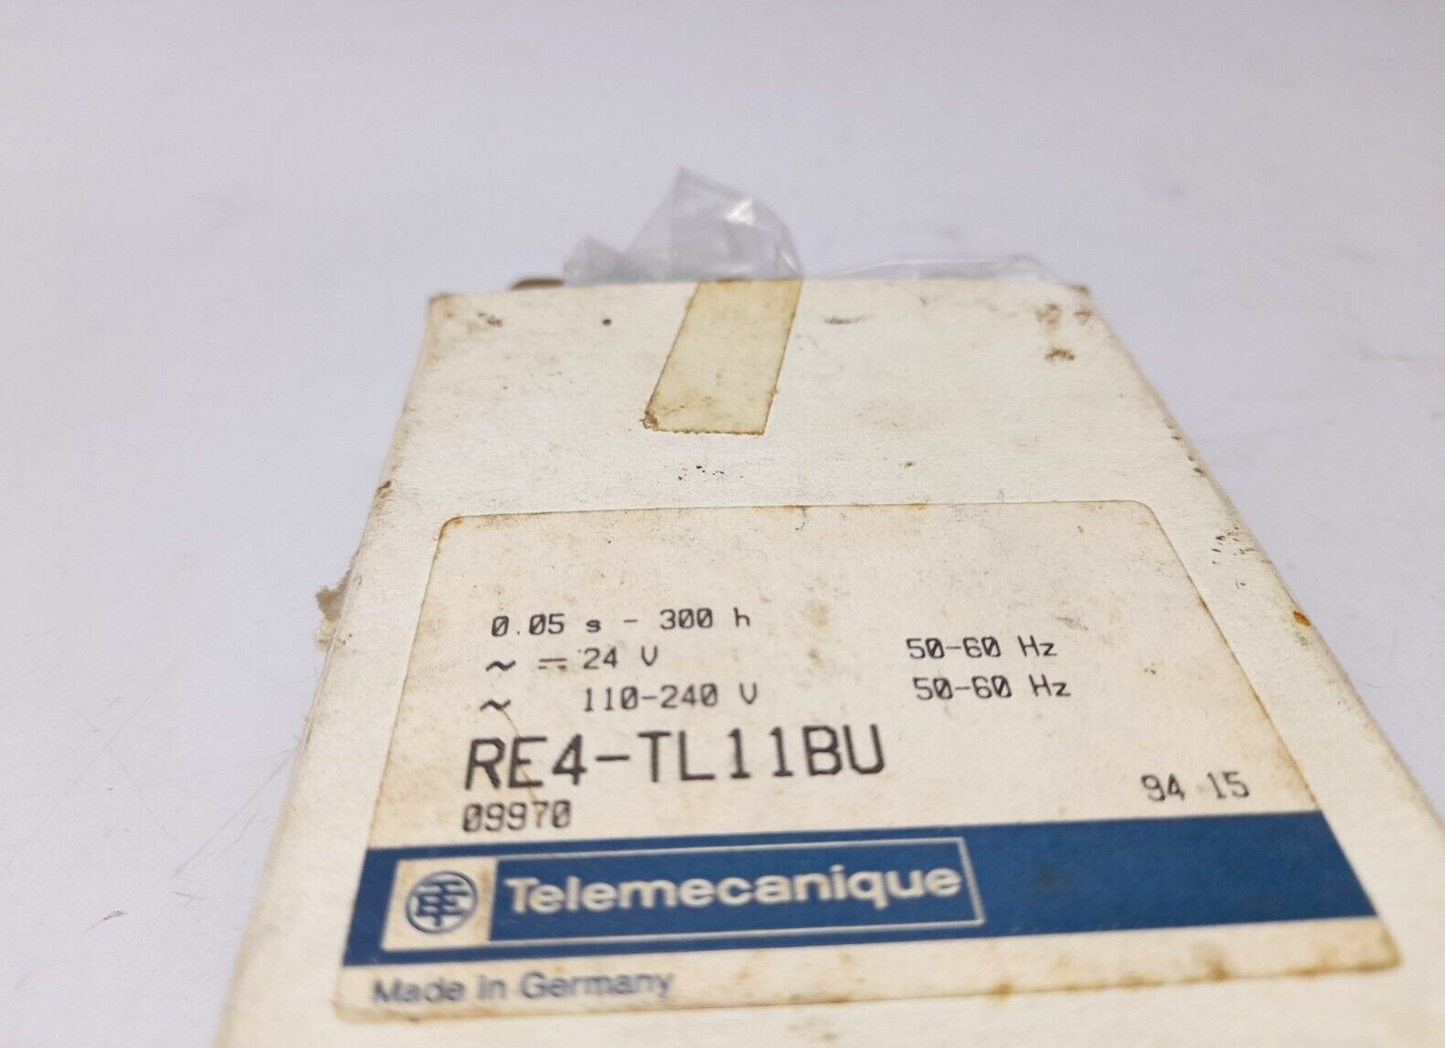 0.05 s - 300 h
~ ⎓ 24 V 50-60 Hz
~ 110-240 V 50-60 Hz
RE4-TL11BU
09970 94 15
Telemecanique
Made in Germany